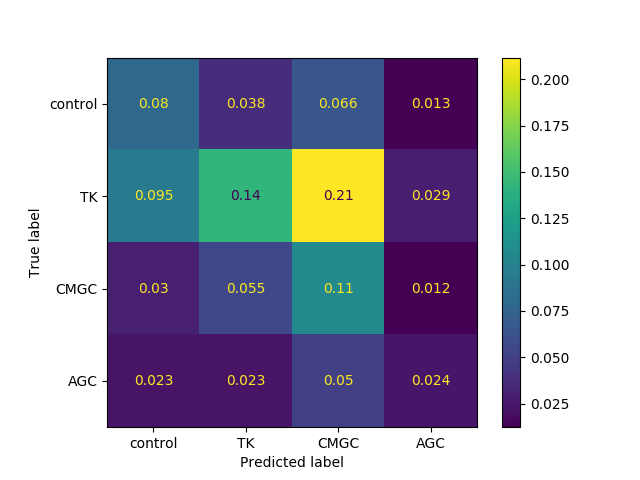 control 0.08 0.038 0.066 0.013
TK 0.095 0.14 0.21 0.029
CMGC 0.03 0.055 0.11 0.012
AGC 0.023 0.023 0.05 0.024
control TK CMGC AGC
Predicted label
True label
0.200
0.175
0.150
0.125
0.100
0.075
0.050
0.025